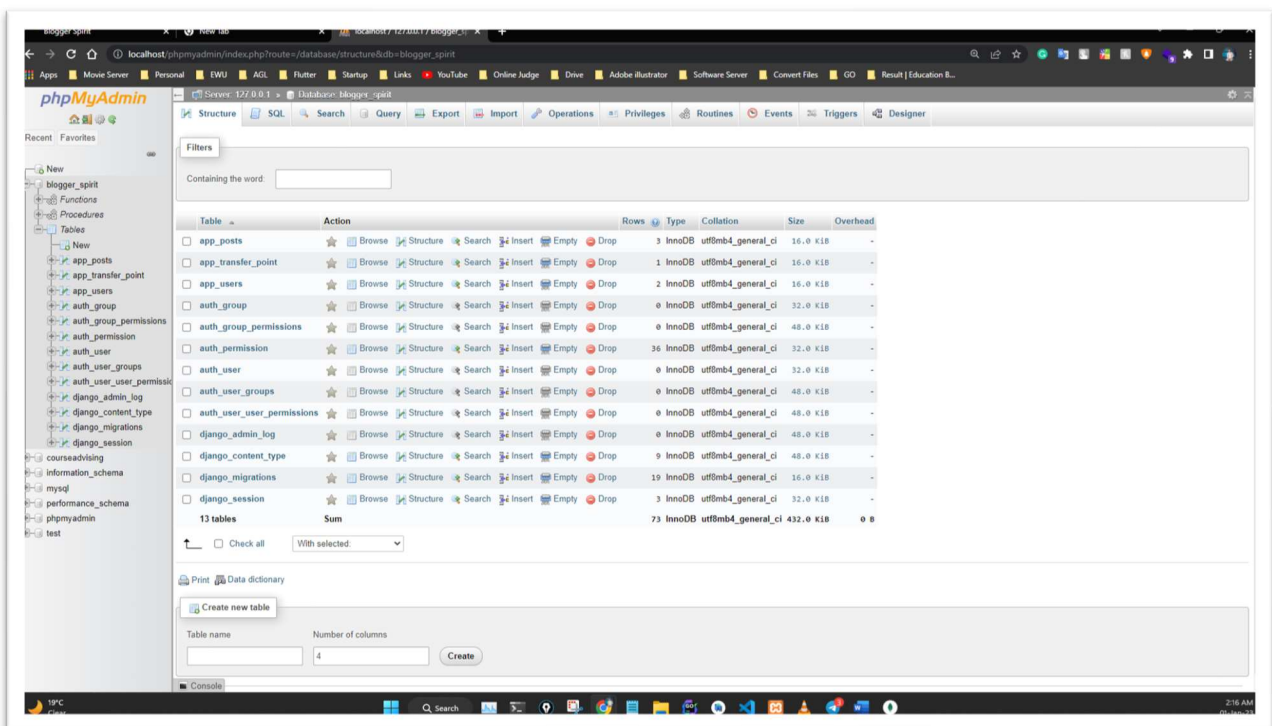 Blogger Spirit
New Tab
localhost / 127.0.0.1 / blogger_s
localhost/phpmyadmin/index.php?route=/database/structure&db=blogger_spirit
Apps Movie Server Personal EWU AGL Flutter Startup Links YouTube Online Judge Drive Adobe illustrator Software Server Convert Files GO Result | Education B...
phpMyAdmin
Recent Favorites
New
blogger_spirit
Functions
Procedures
Tables
New
app_posts
app_transfer_point
app_users
auth_group
auth_group_permissions
auth_permission
auth_user
auth_user_groups
auth_user_user_permissic
django_admin_log
django_content_type
django_migrations
django_session
courseadvising
information_schema
mysql
performance_schema
phpmyadmin
test
Server: 127.0.0.1 » Database: blogger_spirit
Structure SQL Search Query Export Import Operations Privileges Routines Events Triggers Designer
Filters
Containing the word:
Table Action Rows Type Collation Size Overhead
app_posts Browse Structure Search Insert Empty Drop 3 InnoDB utf8mb4_general_ci 16.0 KiB -
app_transfer_point Browse Structure Search Insert Empty Drop 1 InnoDB utf8mb4_general_ci 16.0 KiB -
app_users Browse Structure Search Insert Empty Drop 2 InnoDB utf8mb4_general_ci 16.0 KiB -
auth_group Browse Structure Search Insert Empty Drop 0 InnoDB utf8mb4_general_ci 32.0 KiB -
auth_group_permissions Browse Structure Search Insert Empty Drop 0 InnoDB utf8mb4_general_ci 48.0 KiB -
auth_permission Browse Structure Search Insert Empty Drop 36 InnoDB utf8mb4_general_ci 32.0 KiB -
auth_user Browse Structure Search Insert Empty Drop 0 InnoDB utf8mb4_general_ci 32.0 KiB -
auth_user_groups Browse Structure Search Insert Empty Drop 0 InnoDB utf8mb4_general_ci 48.0 KiB -
auth_user_user_permissions Browse Structure Search Insert Empty Drop 0 InnoDB utf8mb4_general_ci 48.0 KiB -
django_admin_log Browse Structure Search Insert Empty Drop 0 InnoDB utf8mb4_general_ci 48.0 KiB -
django_content_type Browse Structure Search Insert Empty Drop 9 InnoDB utf8mb4_general_ci 48.0 KiB -
django_migrations Browse Structure Search Insert Empty Drop 19 InnoDB utf8mb4_general_ci 16.0 KiB -
django_session Browse Structure Search Insert Empty Drop 3 InnoDB utf8mb4_general_ci 32.0 KiB -
13 tables Sum 73 InnoDB utf8mb4_general_ci 432.0 KiB 0 B
Check all With selected:
Print Data dictionary
Create new table
Table name Number of columns
4 Create
Console
19°C
Clear
Search
2:16 AM
01-Jan-23